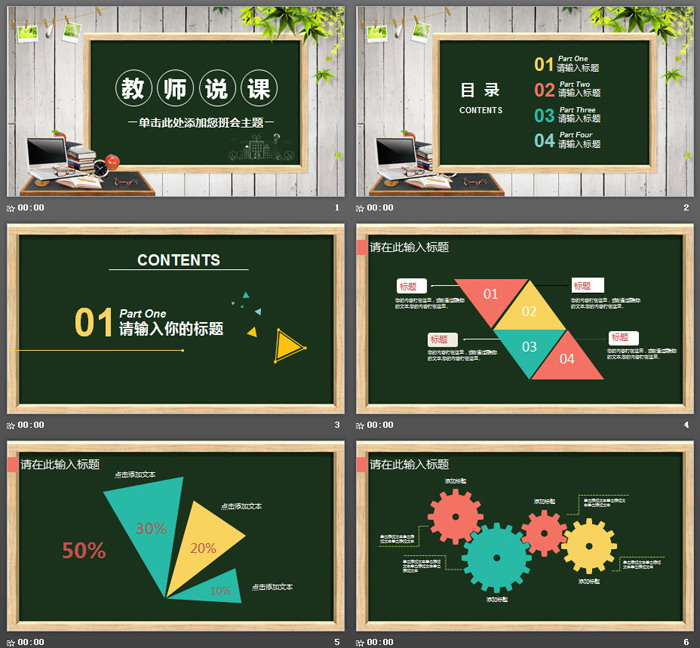 教师说课
单击此处添加您班会主题
00:00
1
目录
CONTENTS
01
Part One
请输入标题
02
Part Two
请输入标题
03
Part Three
请输入标题
04
Part Four
请输入标题
00:00
2
CONTENTS
01
Part One
请输入你的标题
00:00
3
请在此输入标题
标题
标题
标题
标题
01
02
03
04
00:00
4
请在此输入标题
点击添加文本
点击添加文本
点击添加文本
50%
30%
20%
10%
00:00
5
请在此输入标题
添加标题
添加标题
添加标题
添加标题
00:00
6